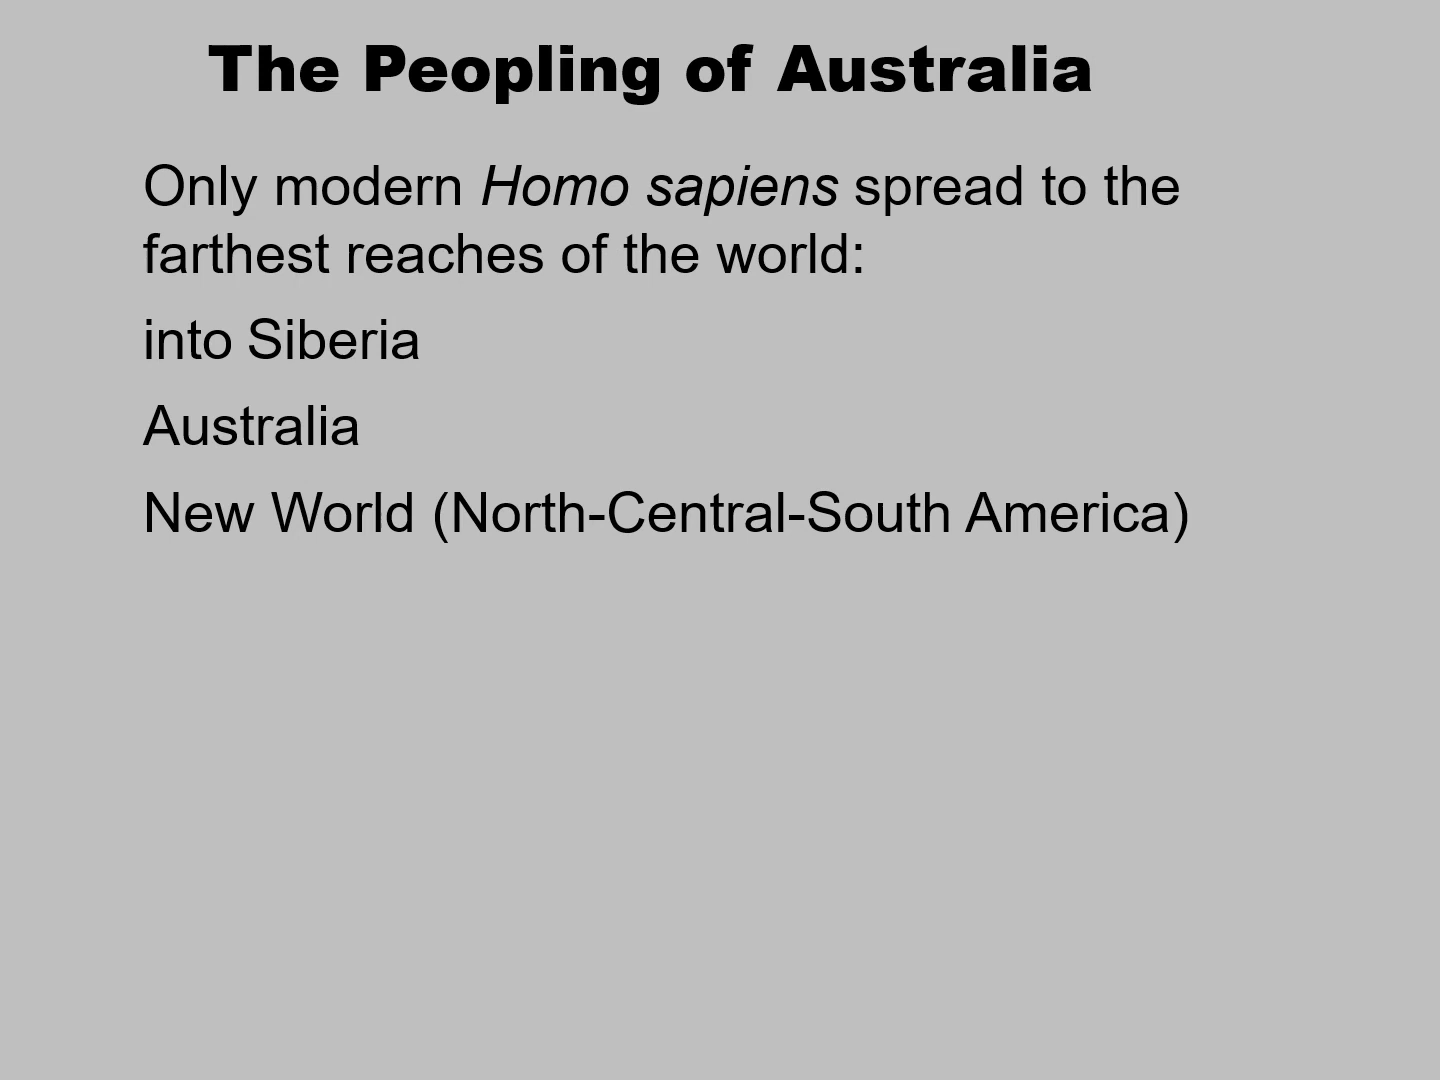 The Peopling of Australia
Only modern Homo sapiens spread to the
farthest reaches of the world:
into Siberia
Australia
New World (North-Central-South America)